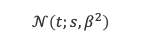 𝒩(t; s, β²)